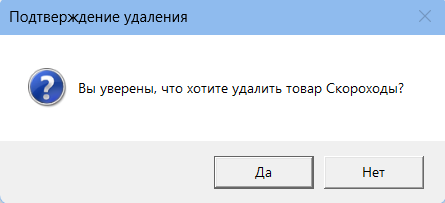 Подтверждение удаления
Вы уверены, что хотите удалить товар Скороходы?
Да
Нет